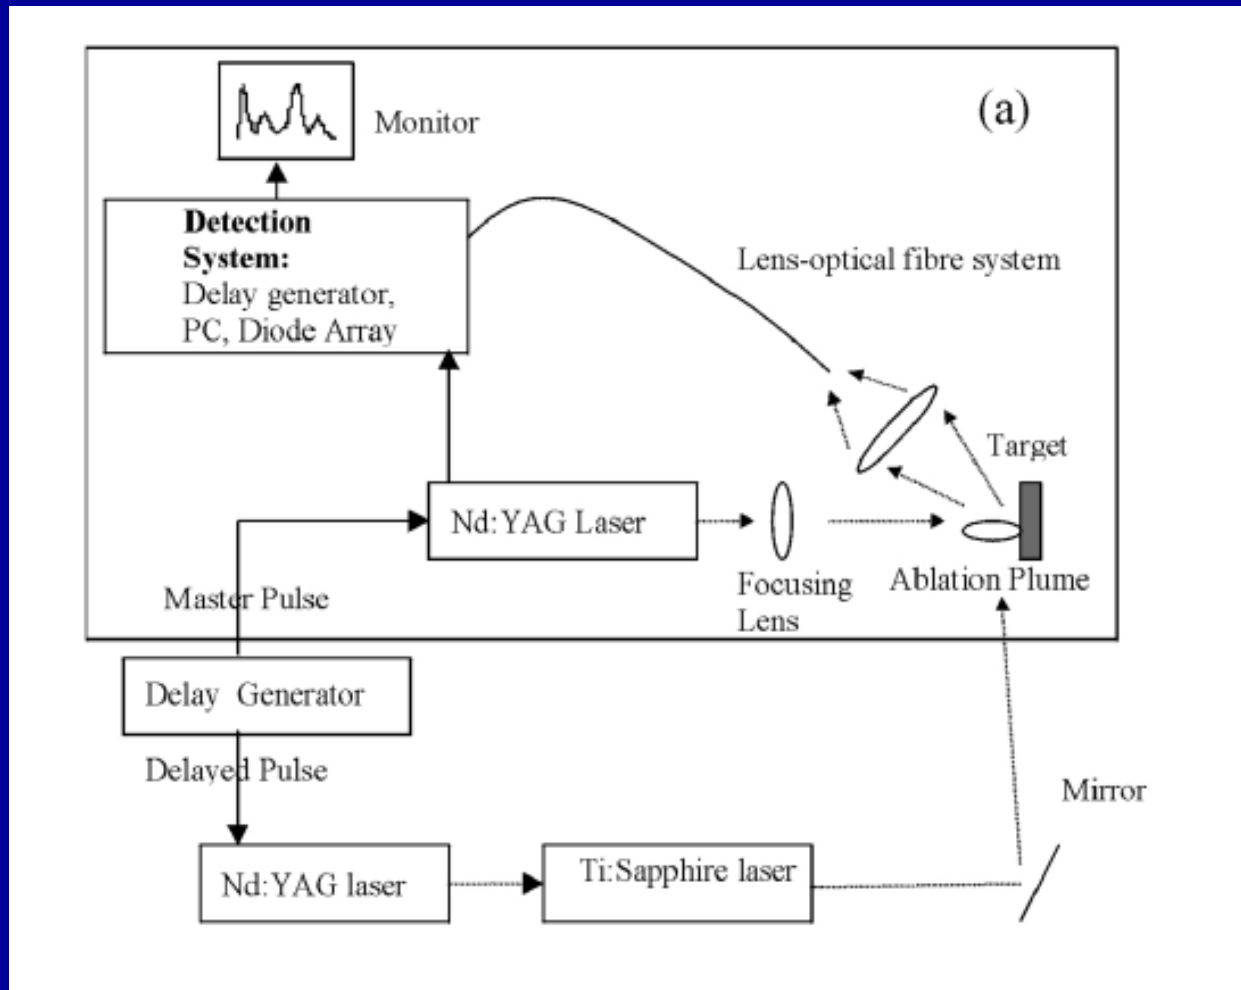 (a)
Monitor
Detection
System:
Delay generator,
PC, Diode Array
Lens-optical fibre system
Target
Nd:YAG Laser
Focusing
Lens
Ablation Plume
Master Pulse
Delay Generator
Delayed Pulse
Mirror
Nd:YAG laser
Ti:Sapphire laser